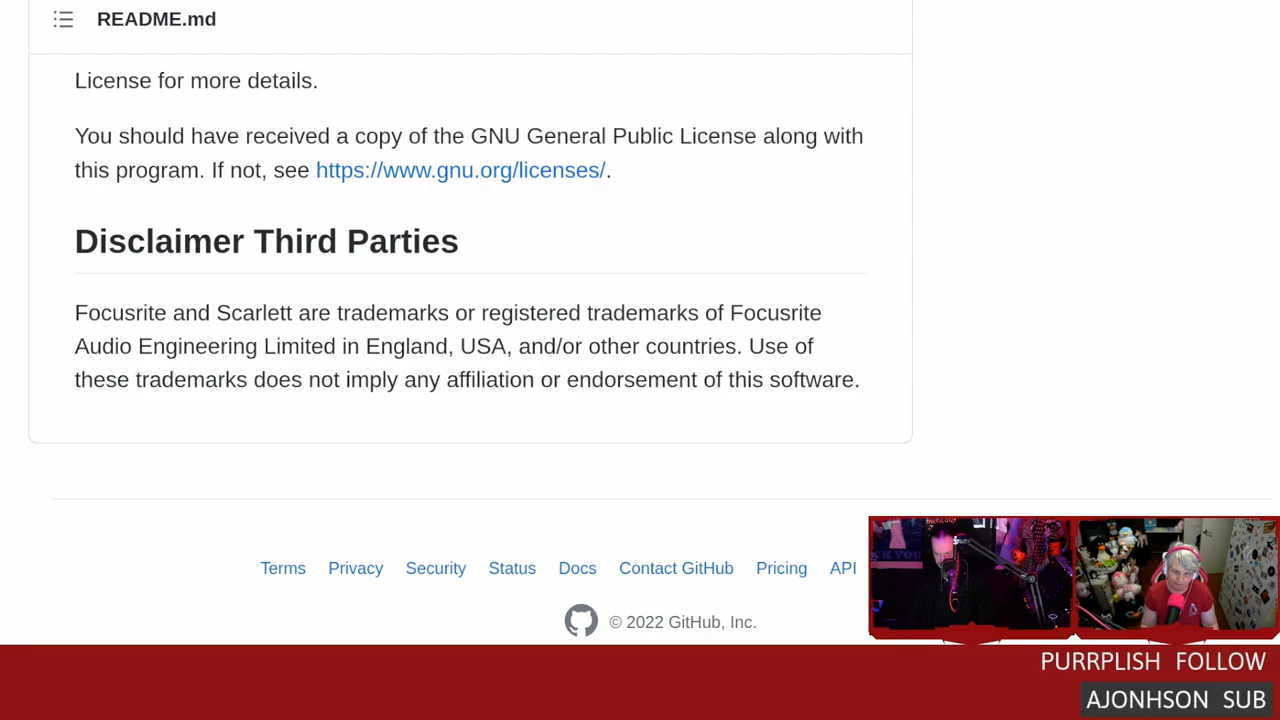 README.md
License for more details.
You should have received a copy of the GNU General Public License along with
this program. If not, see https://www.gnu.org/licenses/.
Disclaimer Third Parties
Focusrite and Scarlett are trademarks or registered trademarks of Focusrite
Audio Engineering Limited in England, USA, and/or other countries. Use of
these trademarks does not imply any affiliation or endorsement of this software.
Terms Privacy Security Status Docs Contact GitHub Pricing API
© 2022 GitHub, Inc.
PURRPLISH FOLLOW
AJONHSON SUB